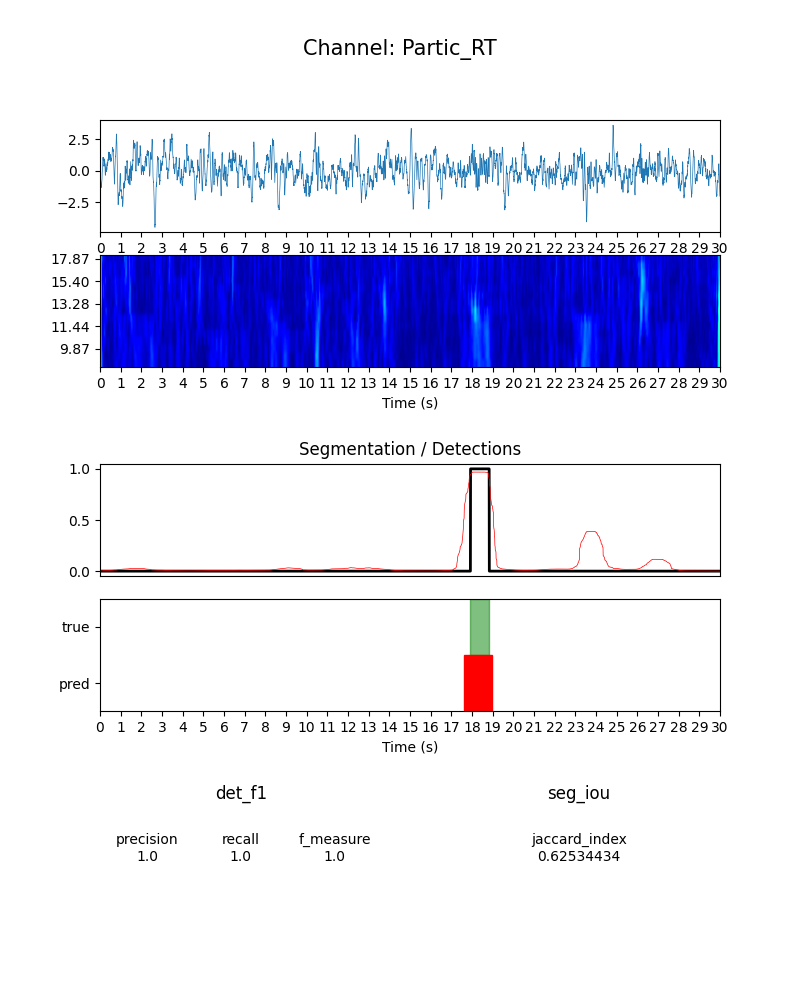 Channel: Partic_RT
2.5
0.0
−2.5
0 1 2 3 4 5 6 7 8 9 10 11 12 13 14 15 16 17 18 19 20 21 22 23 24 25 26 27 28 29 30
17.87
15.40
13.28
11.44
9.87
0 1 2 3 4 5 6 7 8 9 10 11 12 13 14 15 16 17 18 19 20 21 22 23 24 25 26 27 28 29 30
Time (s)
Segmentation / Detections
1.0
0.5
0.0
true
pred
0 1 2 3 4 5 6 7 8 9 10 11 12 13 14 15 16 17 18 19 20 21 22 23 24 25 26 27 28 29 30
Time (s)
det_f1 seg_iou
precision recall f_measure jaccard_index
1.0 1.0 1.0 0.62534434